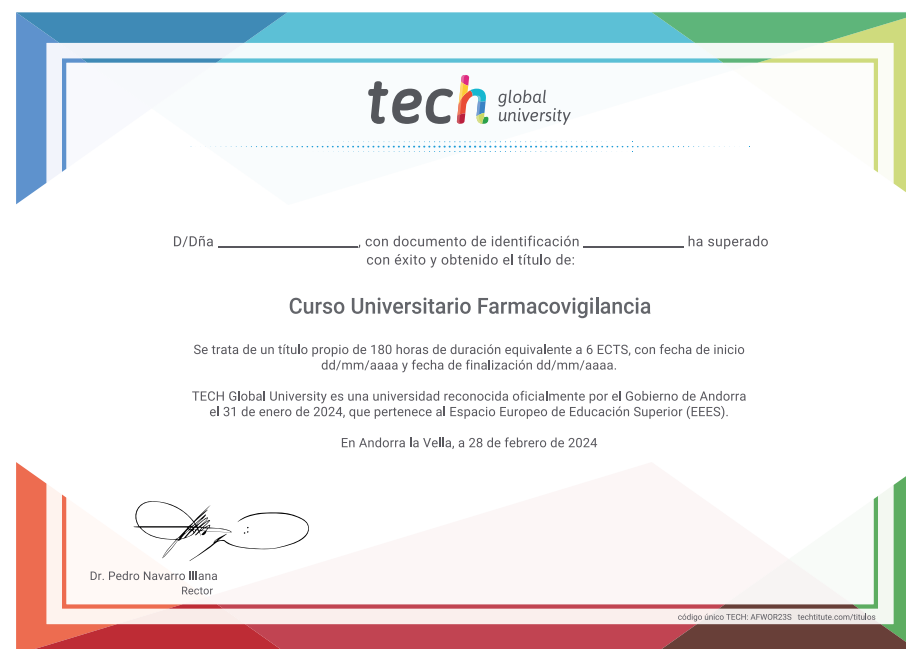 tech global university
D/Dña ____________________, con documento de identificación ______________ ha superado
con éxito y obtenido el título de:
Curso Universitario Farmacovigilancia
Se trata de un título propio de 180 horas de duración equivalente a 6 ECTS, con fecha de inicio
dd/mm/aaaa y fecha de finalización dd/mm/aaaa.
TECH Global University es una universidad reconocida oficialmente por el Gobierno de Andorra
el 31 de enero de 2024, que pertenece al Espacio Europeo de Educación Superior (EEES).
En Andorra la Vella, a 28 de febrero de 2024
Dr. Pedro Navarro Illana
Rector
código único TECH: AFWOR23S techtitute.com/titulos